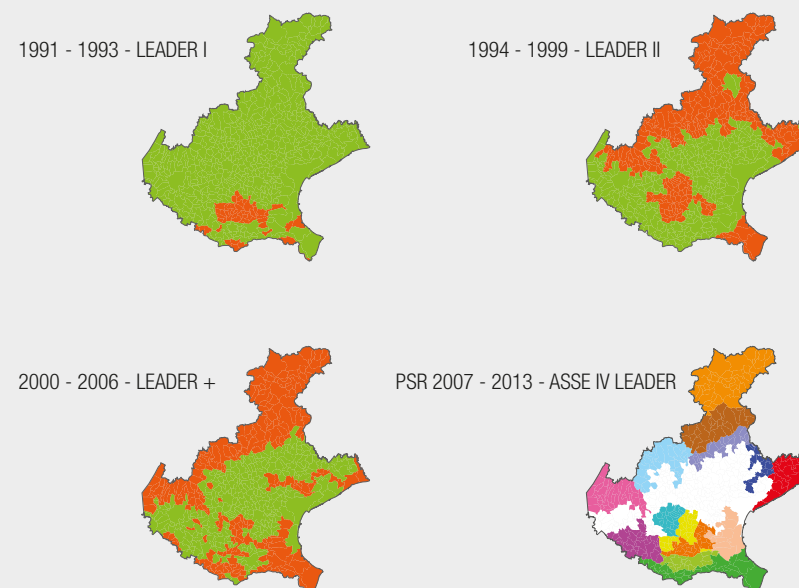 1991 - 1993 - LEADER I
1994 - 1999 - LEADER II
2000 - 2006 - LEADER +
PSR 2007 - 2013 - ASSE IV LEADER